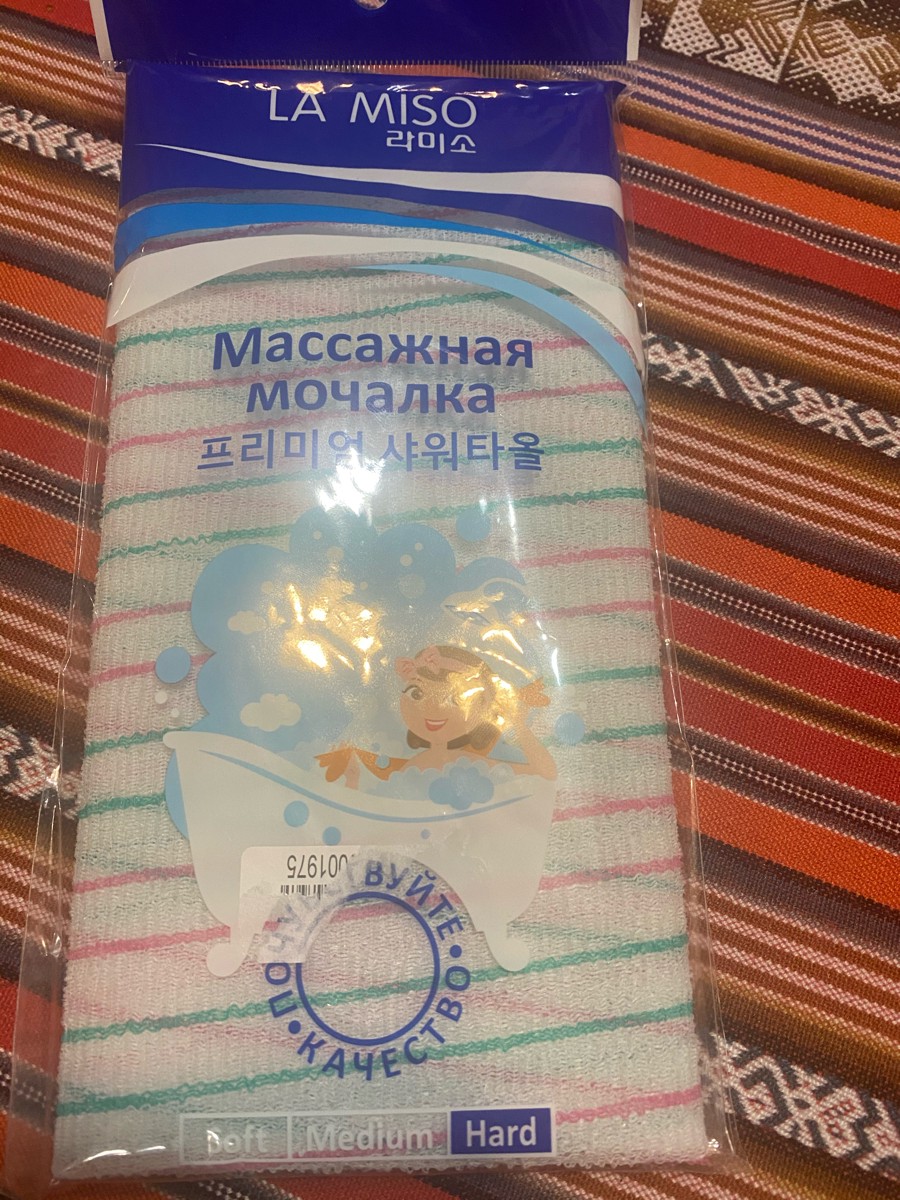 LA MISO
라미소
Массажная
мочалка
프리미엄 샤워타올
001975
ПОЧУВСТВУЙТЕ
• КАЧЕСТВО •
Soft Medium Hard